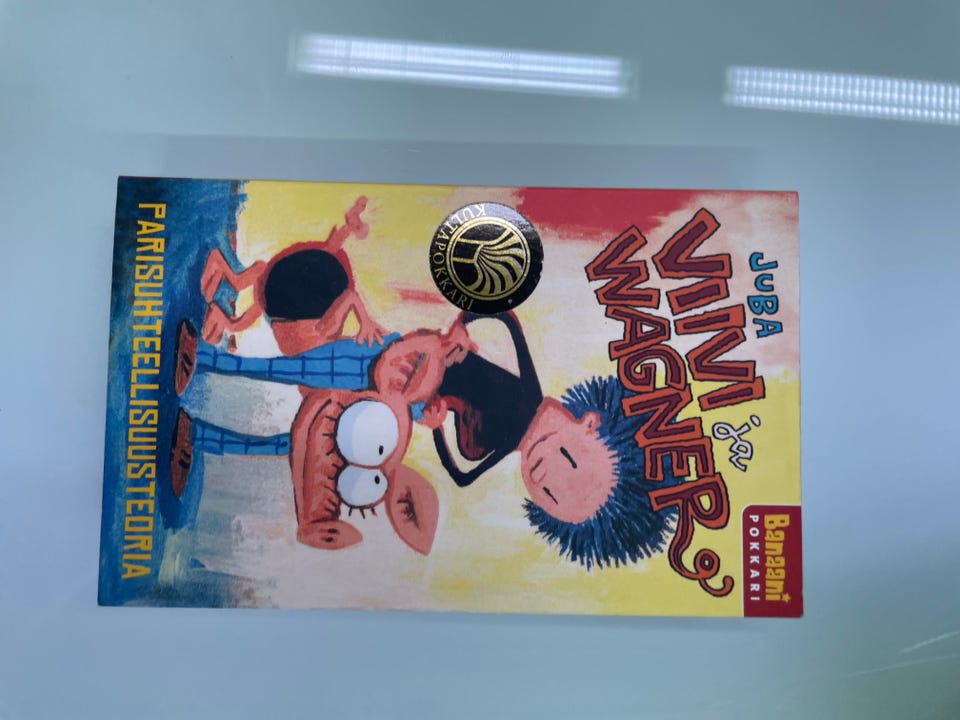 JUBA
VIIVI ja
WAGNER
Banaani
POKKARI
KULTAPOKKARI
PARISUHTEELLISUUSTEORIA